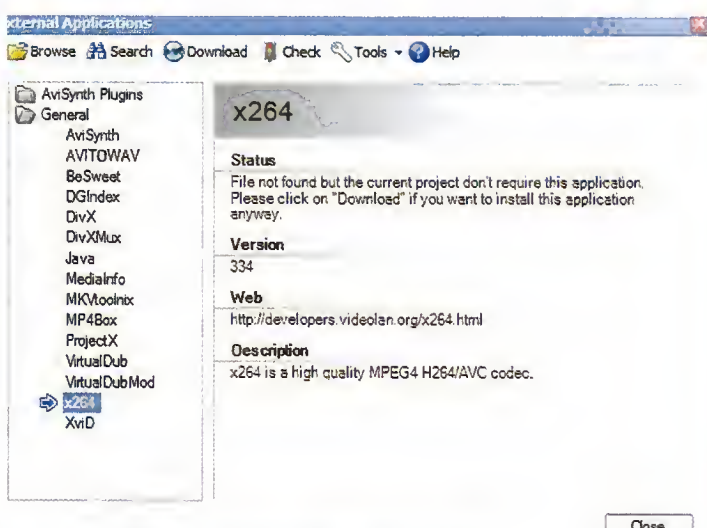 xternal Applications
Browse Search Download Check Tools Help
AviSynth Plugins
General
AviSynth
AVITOWAV
BeSweet
DGIndex
DivX
DivXMux
Java
MediaInfo
MKVtoolnix
MP4Box
ProjectX
VirtualDub
VirtualDubMod
x264
XviD
x264
Status
File not found but the current project don't require this application.
Please click on "Download" if you want to install this application
anyway.
Version
334
Web
http://developers.videolan.org/x264.html
Description
x264 is a high quality MPEG4 H264/AVC codec.
Close